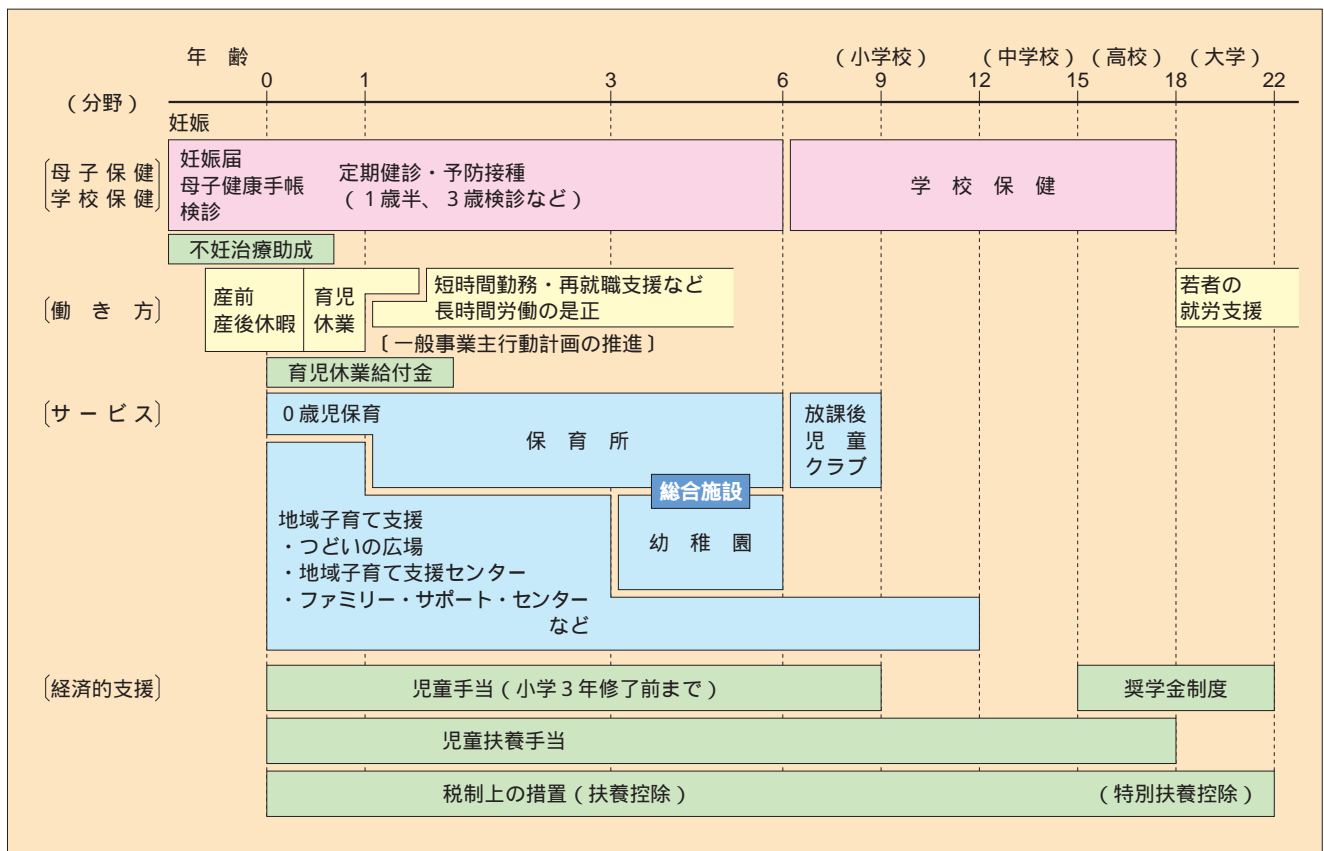 年 齢
（小学校）（中学校）（高校）（大学）
0 1 3 6 9 12 15 18 22
（分野）
妊娠
〔母子保健
学校保健〕
妊娠届
母子健康手帳
検診
定期健診・予防接種
（１歳半、３歳検診など）
学 校 保 健
不妊治療助成
〔働 き 方〕
産前
産後休暇
育児
休業
短時間勤務・再就職支援など
長時間労働の是正
〔一般事業主行動計画の推進〕
若者の
就労支援
育児休業給付金
〔サービス〕
０歳児保育
保 育 所
放課後
児 童
クラブ
総合施設
幼 稚 園
地域子育て支援
・つどいの広場
・地域子育て支援センター
・ファミリー・サポート・センター
など
〔経済的支援〕
児童手当（小学３年修了前まで）
奨学金制度
児童扶養手当
税制上の措置（扶養控除）
（特別扶養控除）